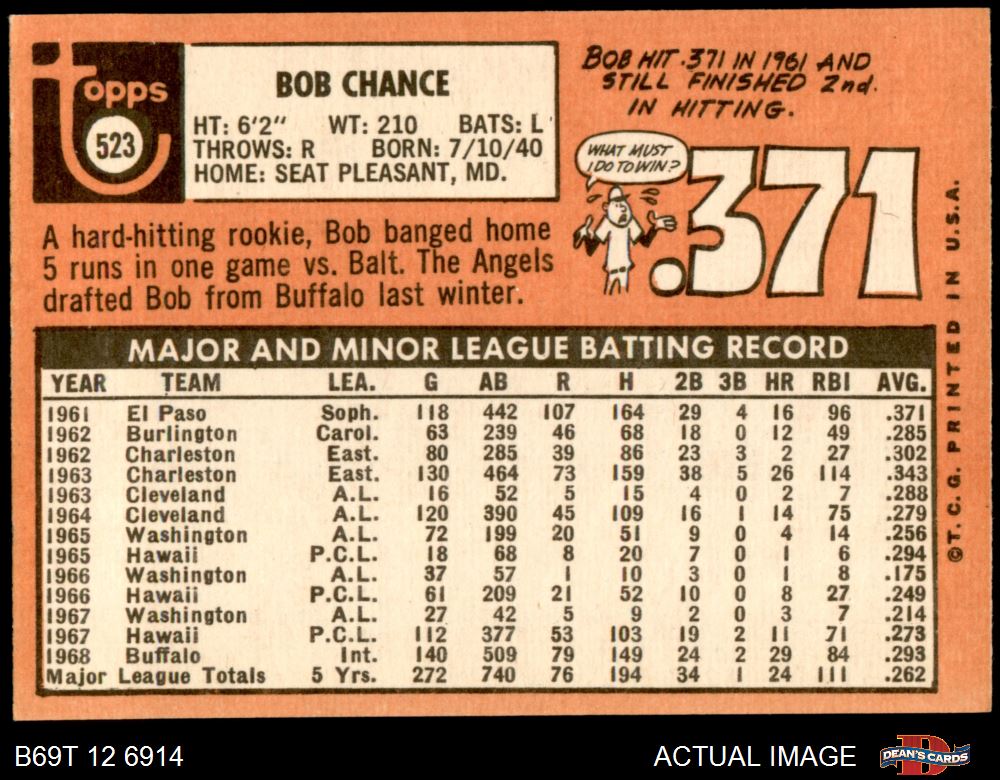 Topps
523
BOB CHANCE
HT: 6'2" WT: 210 BATS: L
THROWS: R BORN: 7/10/40
HOME: SEAT PLEASANT, MD.
BOB HIT .371 IN 1961 AND
STILL FINISHED 2nd.
IN HITTING.
WHAT MUST
I DO TO WIN?
.371
A hard-hitting rookie, Bob banged home
5 runs in one game vs. Balt. The Angels
drafted Bob from Buffalo last winter.
MAJOR AND MINOR LEAGUE BATTING RECORD
YEAR TEAM LEA. G AB R H 2B 3B HR RBI AVG.
1961 El Paso Soph. 118 442 107 164 29 4 16 96 .371
1962 Burlington Carol. 63 239 46 68 18 0 12 49 .285
1962 Charleston East. 80 285 39 86 23 3 2 27 .302
1963 Charleston East. 130 464 73 159 38 5 26 114 .343
1963 Cleveland A.L. 16 52 5 15 4 0 2 7 .288
1964 Cleveland A.L. 120 390 45 109 16 1 14 75 .279
1965 Washington A.L. 72 199 20 51 9 0 4 14 .256
1965 Hawaii P.C.L. 18 68 8 20 7 0 1 6 .294
1966 Washington A.L. 37 57 1 10 3 0 1 8 .175
1966 Hawaii P.C.L. 61 209 21 52 10 0 8 27 .249
1967 Washington A.L. 27 42 5 9 2 0 3 7 .214
1967 Hawaii P.C.L. 112 377 53 103 19 2 11 71 .273
1968 Buffalo Int. 140 509 79 149 24 2 29 84 .293
Major League Totals 5 Yrs. 272 740 76 194 34 1 24 111 .262
©T. C. G. PRINTED IN U.S.A.
B69T 12 6914
ACTUAL IMAGE
DEAN'S CARDS